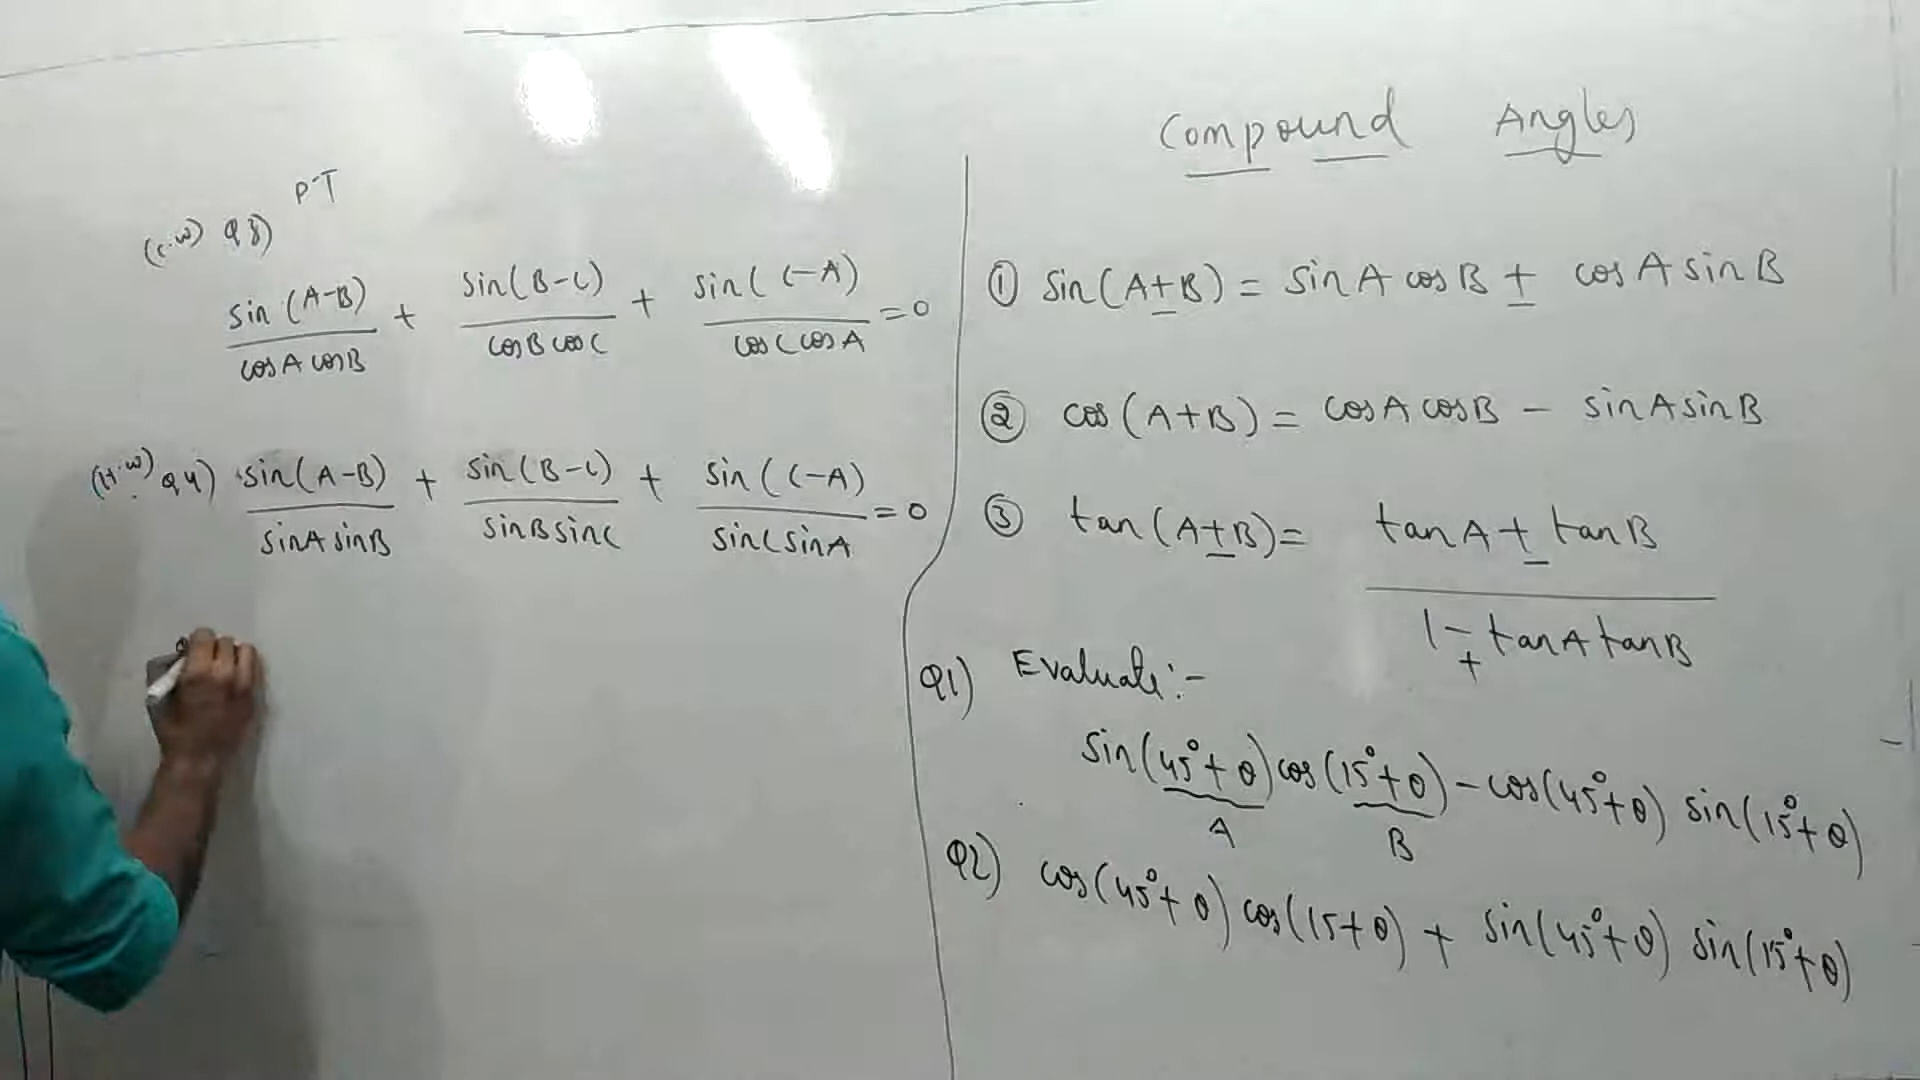 Compound Angles
P.T
(C.W) Q3)
sin(A-B)/cosA cosB + sin(B-C)/cosB cosC + sin(C-A)/cosC cosA = 0
(H.W) Q4) sin(A-B)/sinA sinB + sin(B-C)/sinB sinC + sin(C-A)/sinC sinA = 0
① sin(A±B) = sinA cosB ± cosA sinB
② cos(A+B) = cosA cosB - sinA sinB
③ tan(A±B) = tanA ± tanB / 1 ∓ tanA tanB
Q1) Evaluate:-
sin(45°+θ) cos(15°+θ) - cos(45°+θ) sin(15°+θ)
A B
Q2) cos(45°+θ) cos(15+θ) + sin(45°+θ) sin(15°+θ)